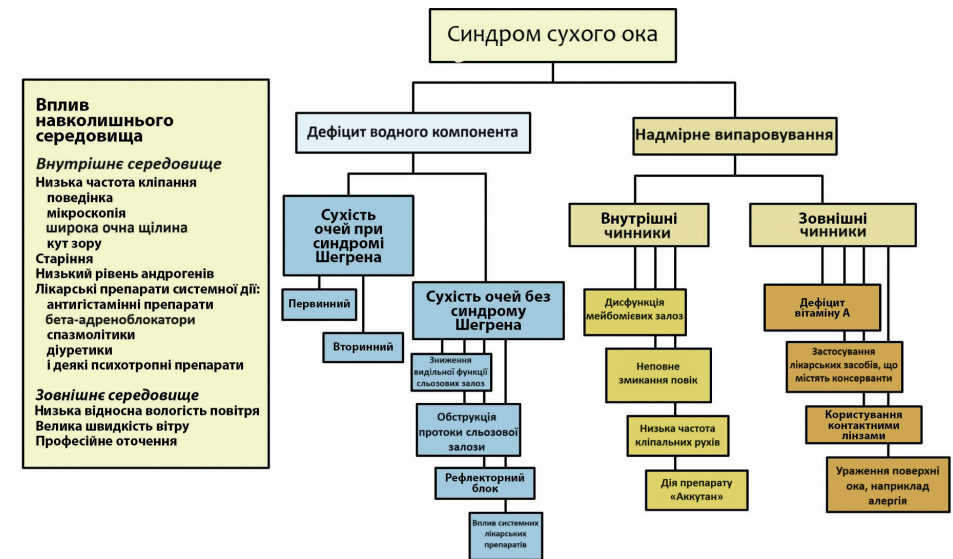 Синдром сухого ока
Вплив
навколишнього
середовища
Внутрішнє середовище
Низька частота кліпання
поведінка
мікроскопія
широка очна щілина
кут зору
Старіння
Низький рівень андрогенів
Лікарські препарати системної дії:
антигістамінні препарати
бета-адреноблокатори
спазмолітики
діуретики
і деякі психотропні препарати
Зовнішнє середовище
Низька відносна вологість повітря
Велика швидкість вітру
Професійне оточення
Дефіцит водного компонента
Сухість
очей при
синдромі
Шегрена
Первинний
Вторинний
Сухість очей без
синдрому
Шегрена
Зниження
видільної функції
сльозових залоз
Обструкція
протоки сльозової
залози
Рефлекторний
блок
Вплив системних
лікарських
препаратів
Надмірне випаровування
Внутрішні
чинники
Дисфункція
мейбомієвих залоз
Неповне
змикання повік
Низька частота
кліпальних рухів
Дія препарату
«Аккутан»
Зовнішні
чинники
Дефіцит
вітаміну А
Застосування
лікарських засобів, що
містять консерванти
Користування
контактними
лінзами
Ураження поверхні
ока, наприклад
алергія